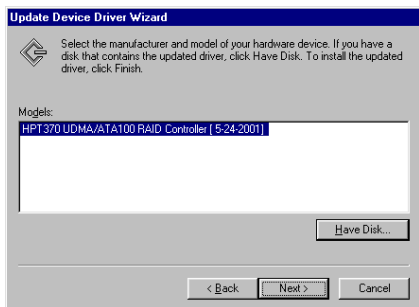 Update Device Driver Wizard
Select the manufacturer and model of your hardware device. If you have a
disk that contains the updated driver, click Have Disk. To install the updated
driver, click Finish.
Models:
HPT370 UDMA/ATA100 RAID Controller [ 5-24-2001]
Have Disk...
< Back
Next >
Cancel